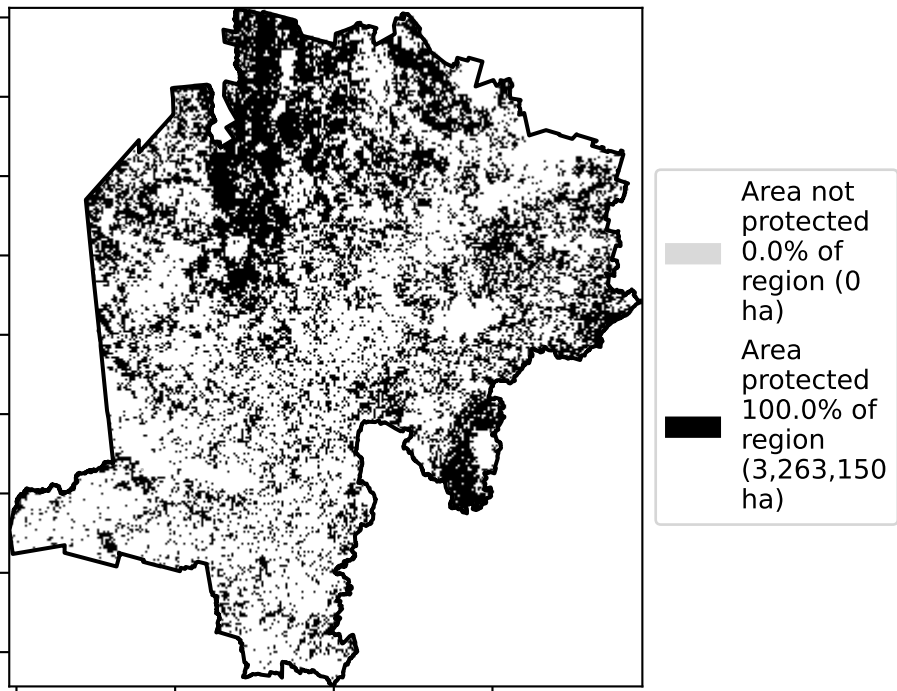 Area not
protected
0.0% of
region (0
ha)
Area
protected
100.0% of
region
(3,263,150
ha)